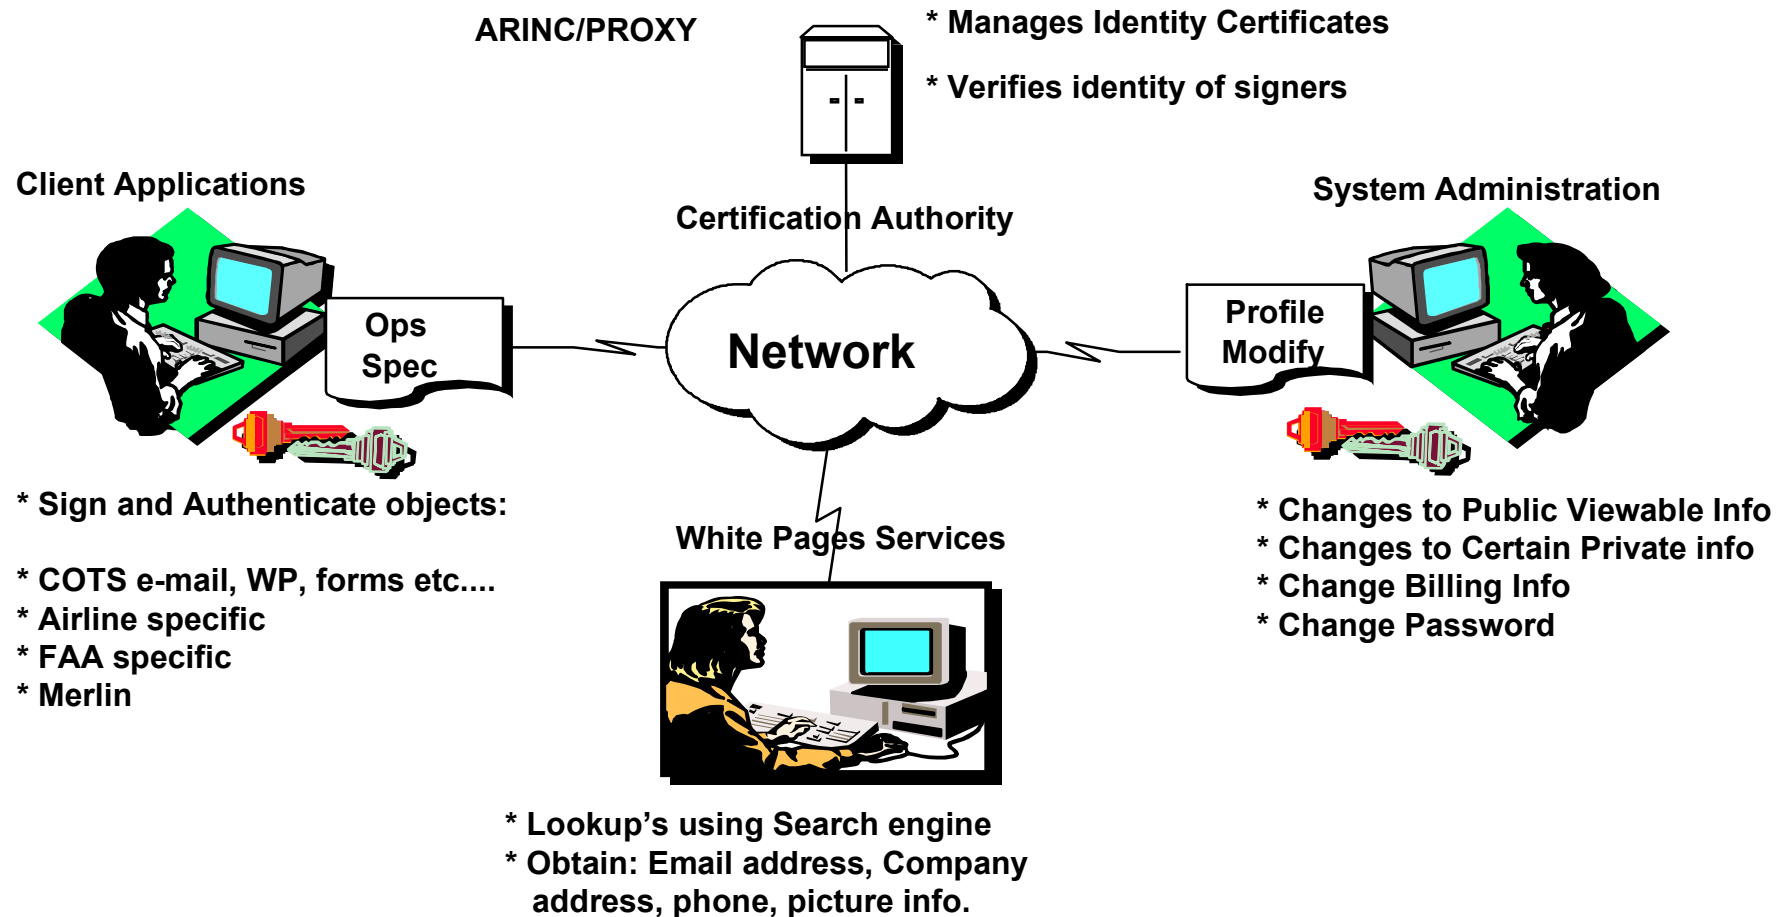 ARINC/PROXY
* Manages Identity Certificates
* Verifies identity of signers
Client Applications
System Administration
Certification Authority
Ops
Spec
Network
Profile
Modify
* Sign and Authenticate objects:
* COTS e-mail, WP, forms etc....
* Airline specific
* FAA specific
* Merlin
White Pages Services
* Changes to Public Viewable Info
* Changes to Certain Private info
* Change Billing Info
* Change Password
* Lookup’s using Search engine
* Obtain: Email address, Company
address, phone, picture info.